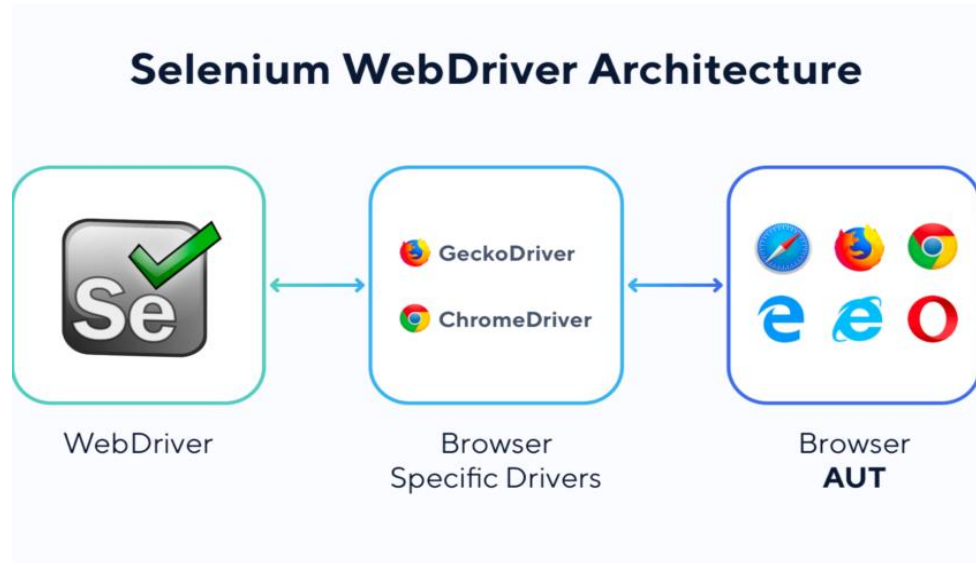 Selenium WebDriver Architecture
Se
GeckoDriver
ChromeDriver
WebDriver
Browser
Specific Drivers
Browser
AUT